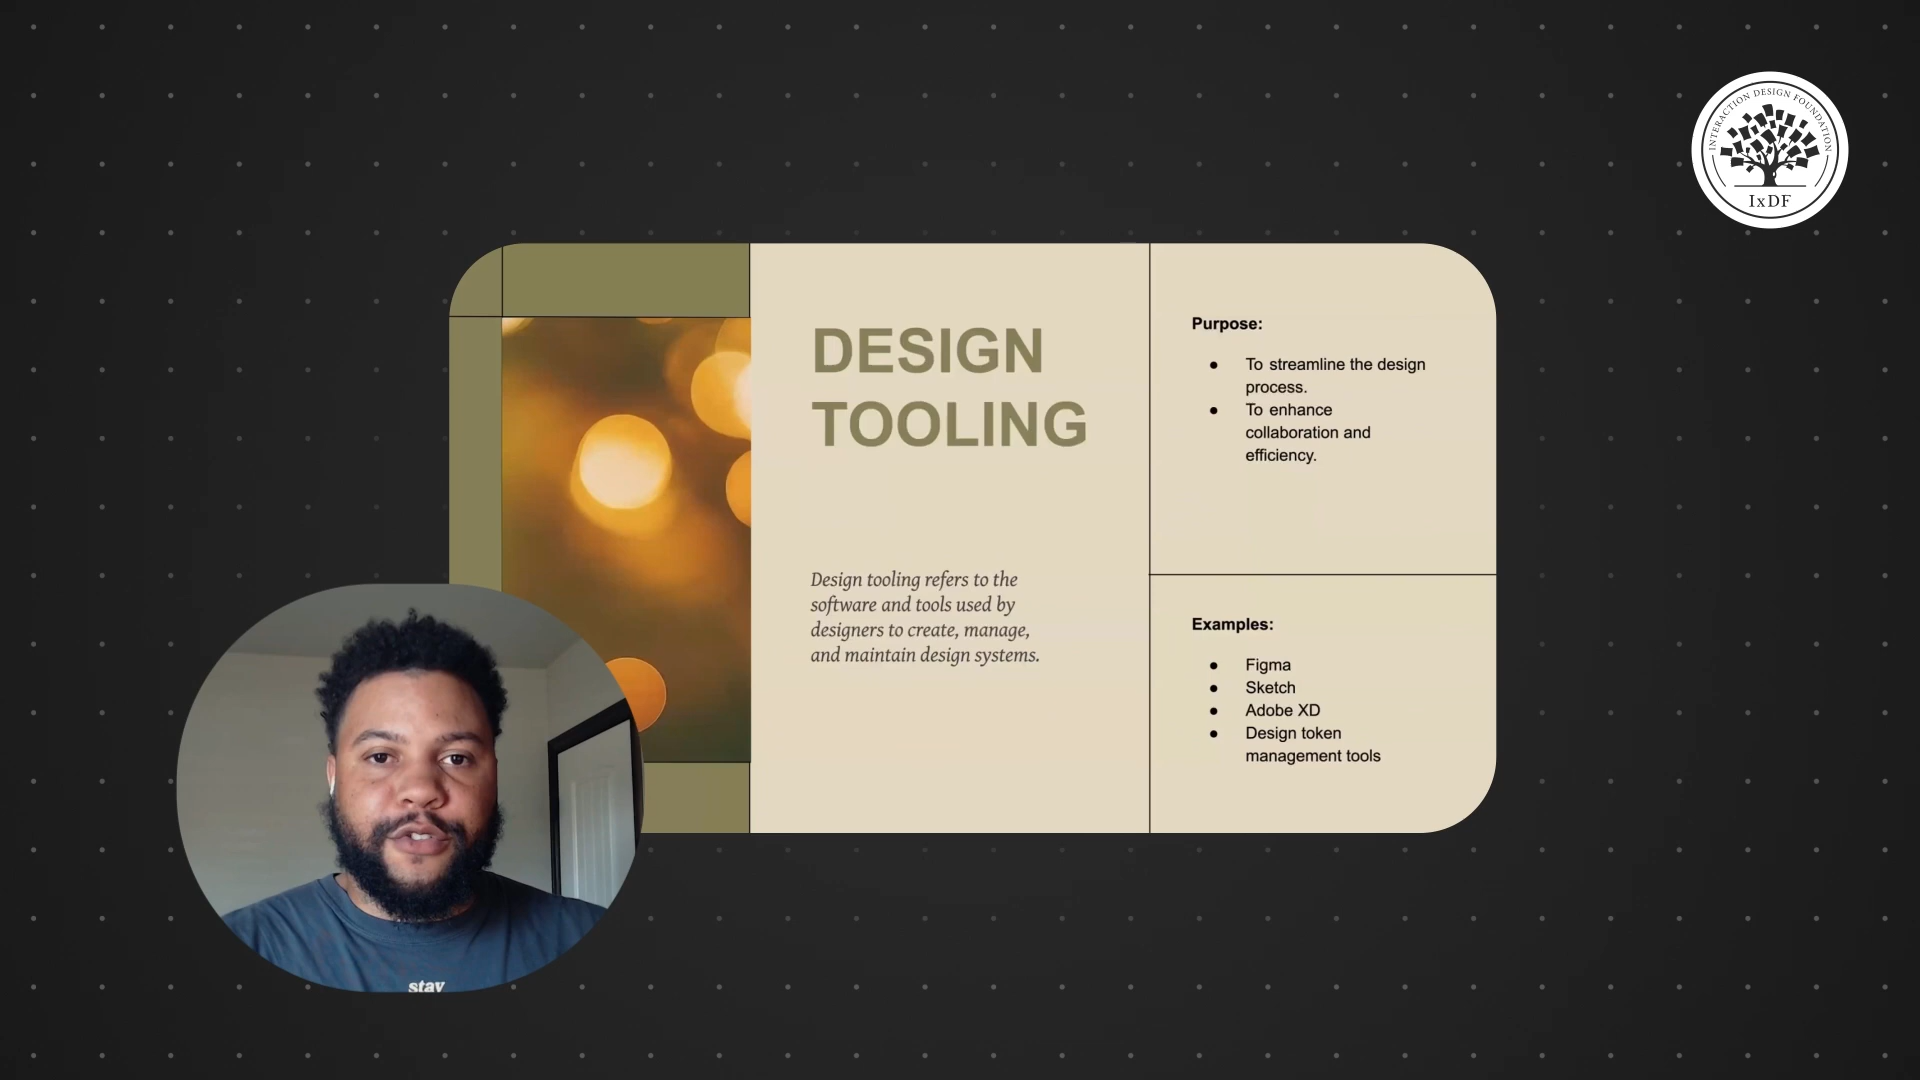 INTERACTION DESIGN FOUNDATION
IxDF
DESIGN
TOOLING
Design tooling refers to the
software and tools used by
designers to create, manage,
and maintain design systems.
Purpose:
● To streamline the design
process.
● To enhance
collaboration and
efficiency.
Examples:
● Figma
● Sketch
● Adobe XD
● Design token
management tools
stay